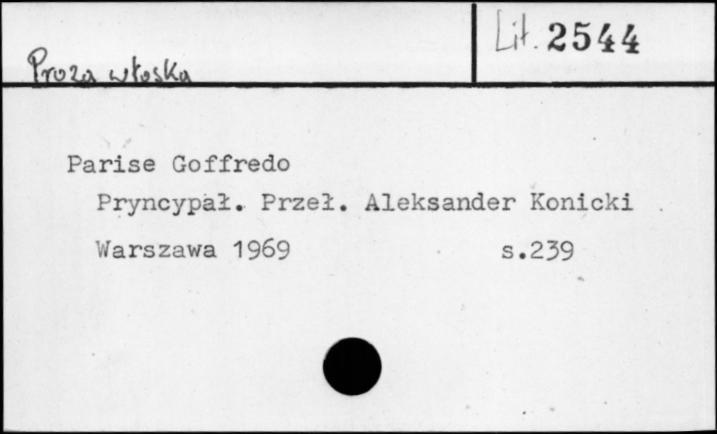 Proza włoska
Lit. 2544
Parise Goffredo
Pryncypał. Przeł. Aleksander Konicki
Warszawa 1969 s.239